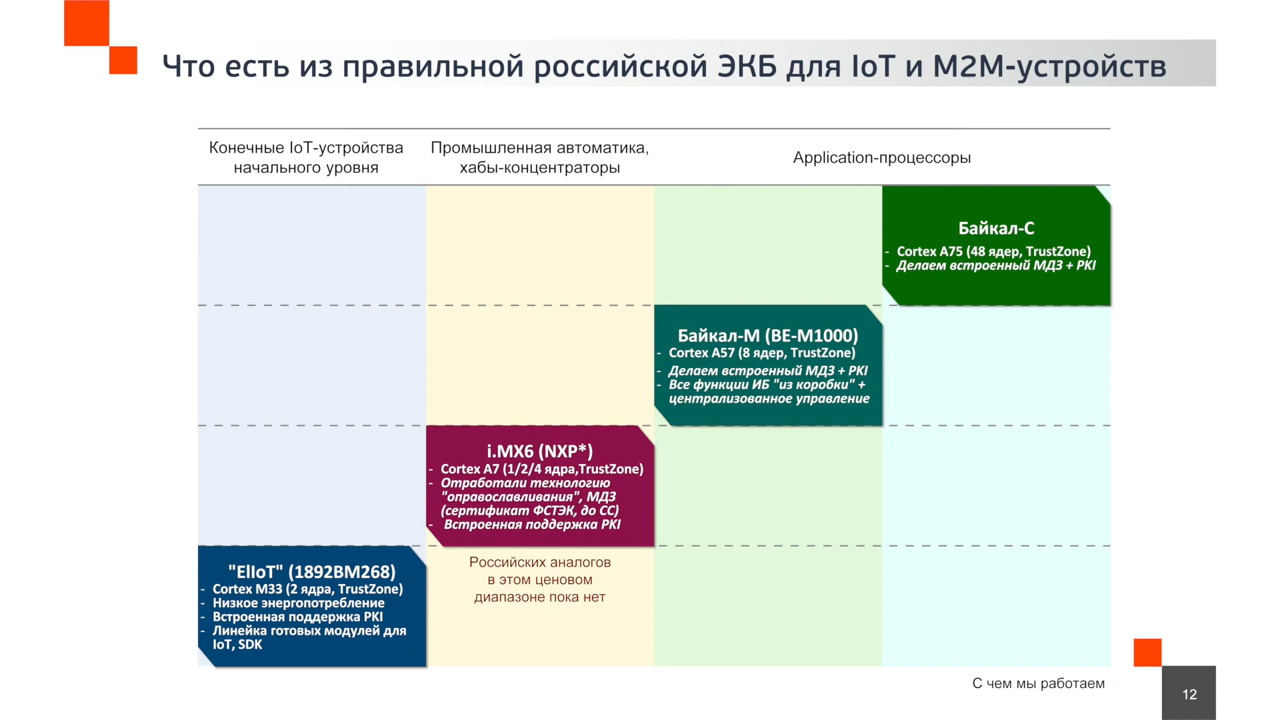 Что есть из правильной российской ЭКБ для IoT и M2M-устройств
Конечные IoT-устройства
начального уровня
Промышленная автоматика,
хабы-концентраторы
Application-процессоры
Байкал-С
- Cortex A75 (48 ядер, TrustZone)
- Делаем встроенный МДЗ + PKI
Байкал-М (BE-M1000)
- Cortex A57 (8 ядер, TrustZone)
- Делаем встроенный МДЗ + PKI
- Все функции ИБ "из коробки" +
централизованное управление
i.MX6 (NXP*)
- Cortex A7 (1/2/4 ядра,TrustZone)
- Отработали технологию
"оправославливания", МДЗ
(сертификат ФСТЭК, до СС)
- Встроенная поддержка PKI
Российских аналогов
в этом ценовом
диапазоне пока нет
"ElIoT" (1892ВМ268)
- Cortex M33 (2 ядра, TrustZone)
- Низкое энергопотребление
- Встроенная поддержка PKI
- Линейка готовых модулей для
IoT, SDK
С чем мы работаем
12